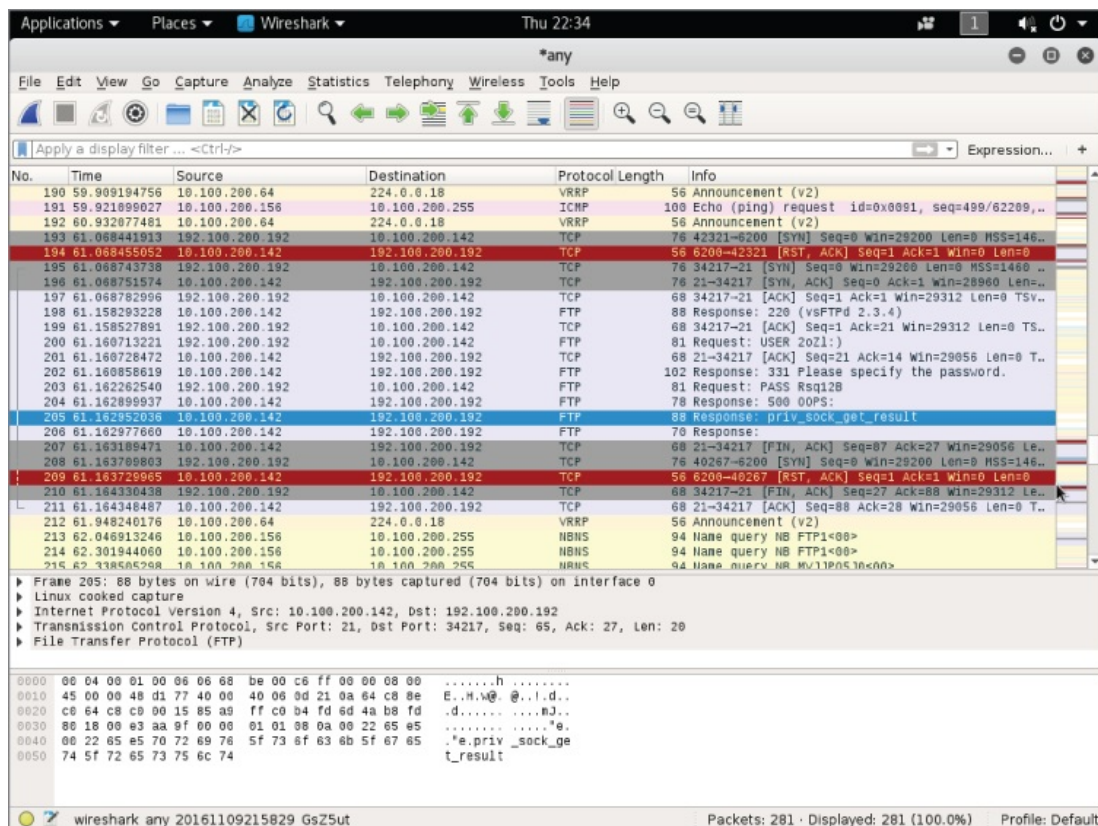 Applications Places Wireshark Thu 22:34 1
*any
File Edit View Go Capture Analyze Statistics Telephony Wireless Tools Help
Apply a display filter ... <Ctrl-/> Expression... +
No. Time Source Destination Protocol Length Info
190 59.909194756 10.100.200.64 224.0.0.18 VRRP 56 Announcement (v2)
191 59.921099027 10.100.200.156 10.100.200.255 ICMP 100 Echo (ping) request id=0x0091, seq=499/62209,…
192 60.932077481 10.100.200.64 224.0.0.18 VRRP 56 Announcement (v2)
193 61.068441913 192.100.200.192 10.100.200.142 TCP 76 42321→6200 [SYN] Seq=0 Win=29200 Len=0 MSS=146…
194 61.068455052 10.100.200.142 192.100.200.192 TCP 56 6200→42321 [RST, ACK] Seq=1 Ack=1 Win=0 Len=0
195 61.068743738 192.100.200.192 10.100.200.142 TCP 76 34217→21 [SYN] Seq=0 Win=29200 Len=0 MSS=1460 …
196 61.068751574 10.100.200.142 192.100.200.192 TCP 76 21→34217 [SYN, ACK] Seq=0 Ack=1 Win=28960 Len=…
197 61.068782996 192.100.200.192 10.100.200.142 TCP 68 34217→21 [ACK] Seq=1 Ack=1 Win=29312 Len=0 TSv…
198 61.158293228 10.100.200.142 192.100.200.192 FTP 88 Response: 220 (vsFTPd 2.3.4)
199 61.158527891 192.100.200.192 10.100.200.142 TCP 68 34217→21 [ACK] Seq=1 Ack=21 Win=29312 Len=0 TS…
200 61.160713221 192.100.200.192 10.100.200.142 FTP 81 Request: USER 2oZl:)
201 61.160728472 10.100.200.142 192.100.200.192 TCP 68 21→34217 [ACK] Seq=21 Ack=14 Win=29056 Len=0 T…
202 61.160858619 10.100.200.142 192.100.200.192 FTP 102 Response: 331 Please specify the password.
203 61.162262540 192.100.200.192 10.100.200.142 FTP 81 Request: PASS Rsq12B
204 61.162899937 10.100.200.142 192.100.200.192 FTP 78 Response: 500 OOPS:
205 61.162952036 10.100.200.142 192.100.200.192 FTP 88 Response: priv_sock_get_result
206 61.162977660 10.100.200.142 192.100.200.192 FTP 70 Response:
207 61.163189471 10.100.200.142 192.100.200.192 TCP 68 21→34217 [FIN, ACK] Seq=87 Ack=27 Win=29056 Le…
208 61.163709803 192.100.200.192 10.100.200.142 TCP 76 40267→6200 [SYN] Seq=0 Win=29200 Len=0 MSS=146…
209 61.163729965 10.100.200.142 192.100.200.192 TCP 56 6200→40267 [RST, ACK] Seq=1 Ack=1 Win=0 Len=0
210 61.164330438 192.100.200.192 10.100.200.142 TCP 68 34217→21 [FIN, ACK] Seq=27 Ack=88 Win=29312 Le…
211 61.164348487 10.100.200.142 192.100.200.192 TCP 68 21→34217 [ACK] Seq=88 Ack=28 Win=29056 Len=0 T…
212 61.948240176 10.100.200.64 224.0.0.18 VRRP 56 Announcement (v2)
213 62.046913246 10.100.200.156 10.100.200.255 NBNS 94 Name query NB FTP1<00>
214 62.301944060 10.100.200.156 10.100.200.255 NBNS 94 Name query NB FTP1<00>
215 62.338505298 10.100.200.156 10.100.200.255 NBNS 94 Name query NB MVJJP05J0<00>
Frame 205: 88 bytes on wire (704 bits), 88 bytes captured (704 bits) on interface 0
Linux cooked capture
Internet Protocol Version 4, Src: 10.100.200.142, Dst: 192.100.200.192
Transmission Control Protocol, Src Port: 21, Dst Port: 34217, Seq: 65, Ack: 27, Len: 20
File Transfer Protocol (FTP)
0000 00 04 00 01 00 06 06 68 be 00 c6 ff 00 00 08 00 .......h ........
0010 45 00 00 48 d1 77 40 00 40 06 0d 21 0a 64 c8 8e E..H.w@. @..!.d..
0020 c0 64 c8 c0 00 15 85 a9 ff c0 b4 fd 6d 4a b8 fd .d...... ....mJ..
0030 80 18 00 e3 aa 9f 00 00 01 01 08 0a 00 22 65 e5 ........ ....."e.
0040 00 22 65 e5 70 72 69 76 5f 73 6f 63 6b 5f 67 65 ."e.priv _sock_ge
0050 74 5f 72 65 73 75 6c 74 t_result
wireshark_any_20161109215829_GsZ5ut Packets: 281 · Displayed: 281 (100.0%) Profile: Default